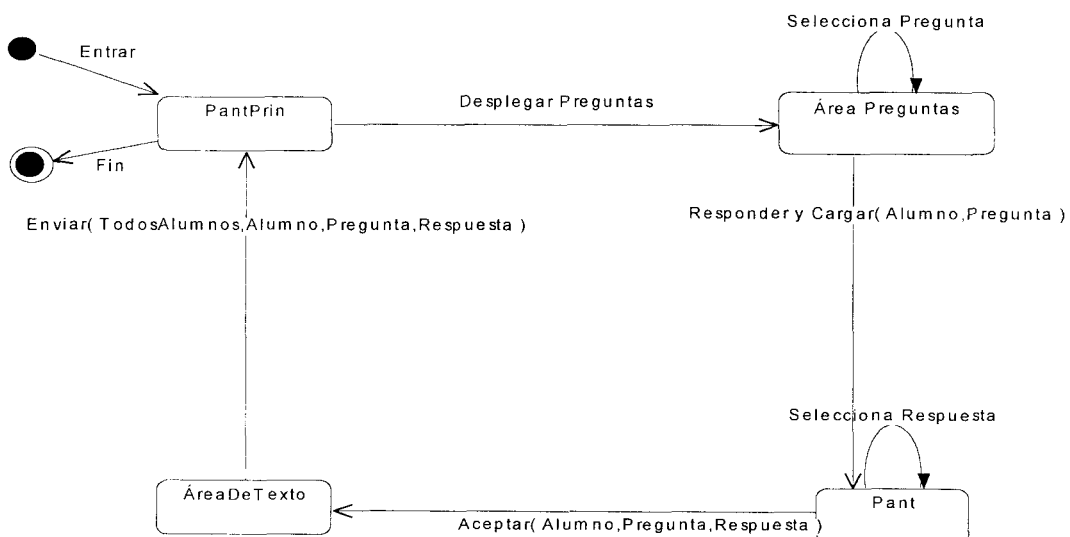 Selecciona Pregunta
Entrar
PantPrin
Desplegar Preguntas
Área Preguntas
Fin
Enviar( TodosAlumnos,Alumno,Pregunta,Respuesta )
Responder y Cargar( Alumno,Pregunta )
Selecciona Respuesta
ÁreaDeTexto
Pant
Aceptar( Alumno,Pregunta,Respuesta )